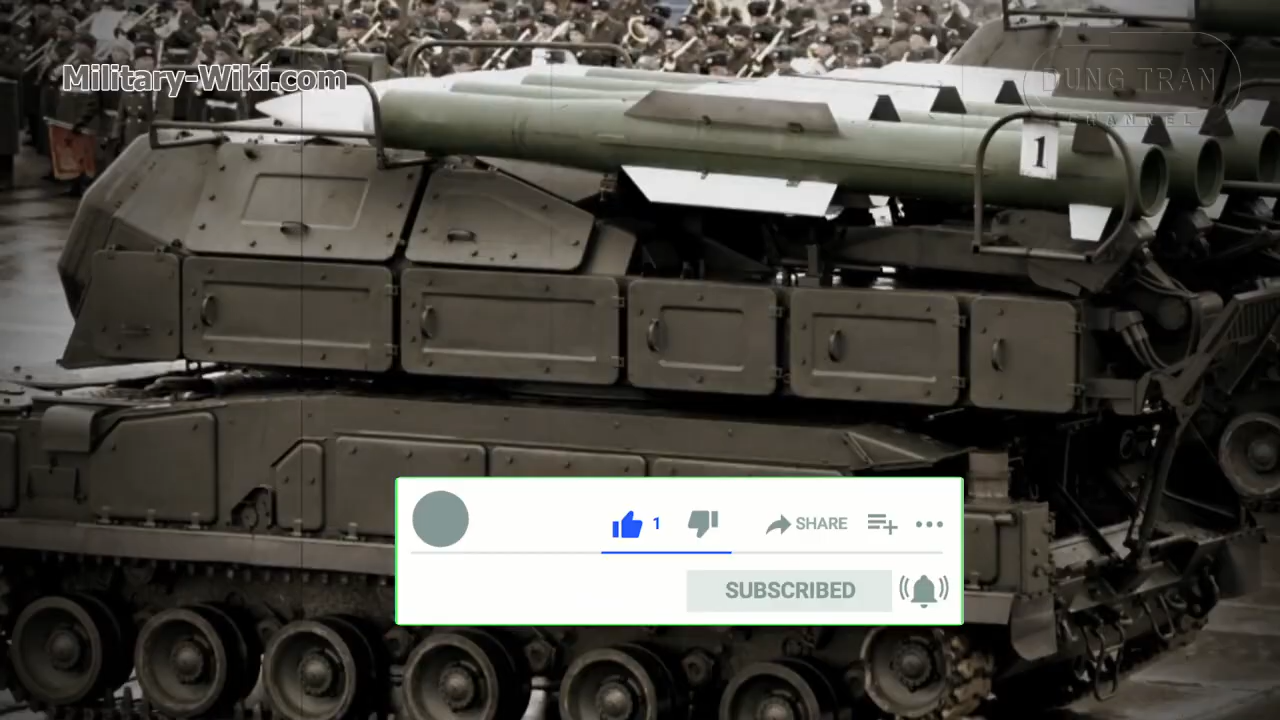 Military-Wiki.com
DUNG TRAN
CHANNEL
1
1
SHARE
SUBSCRIBED